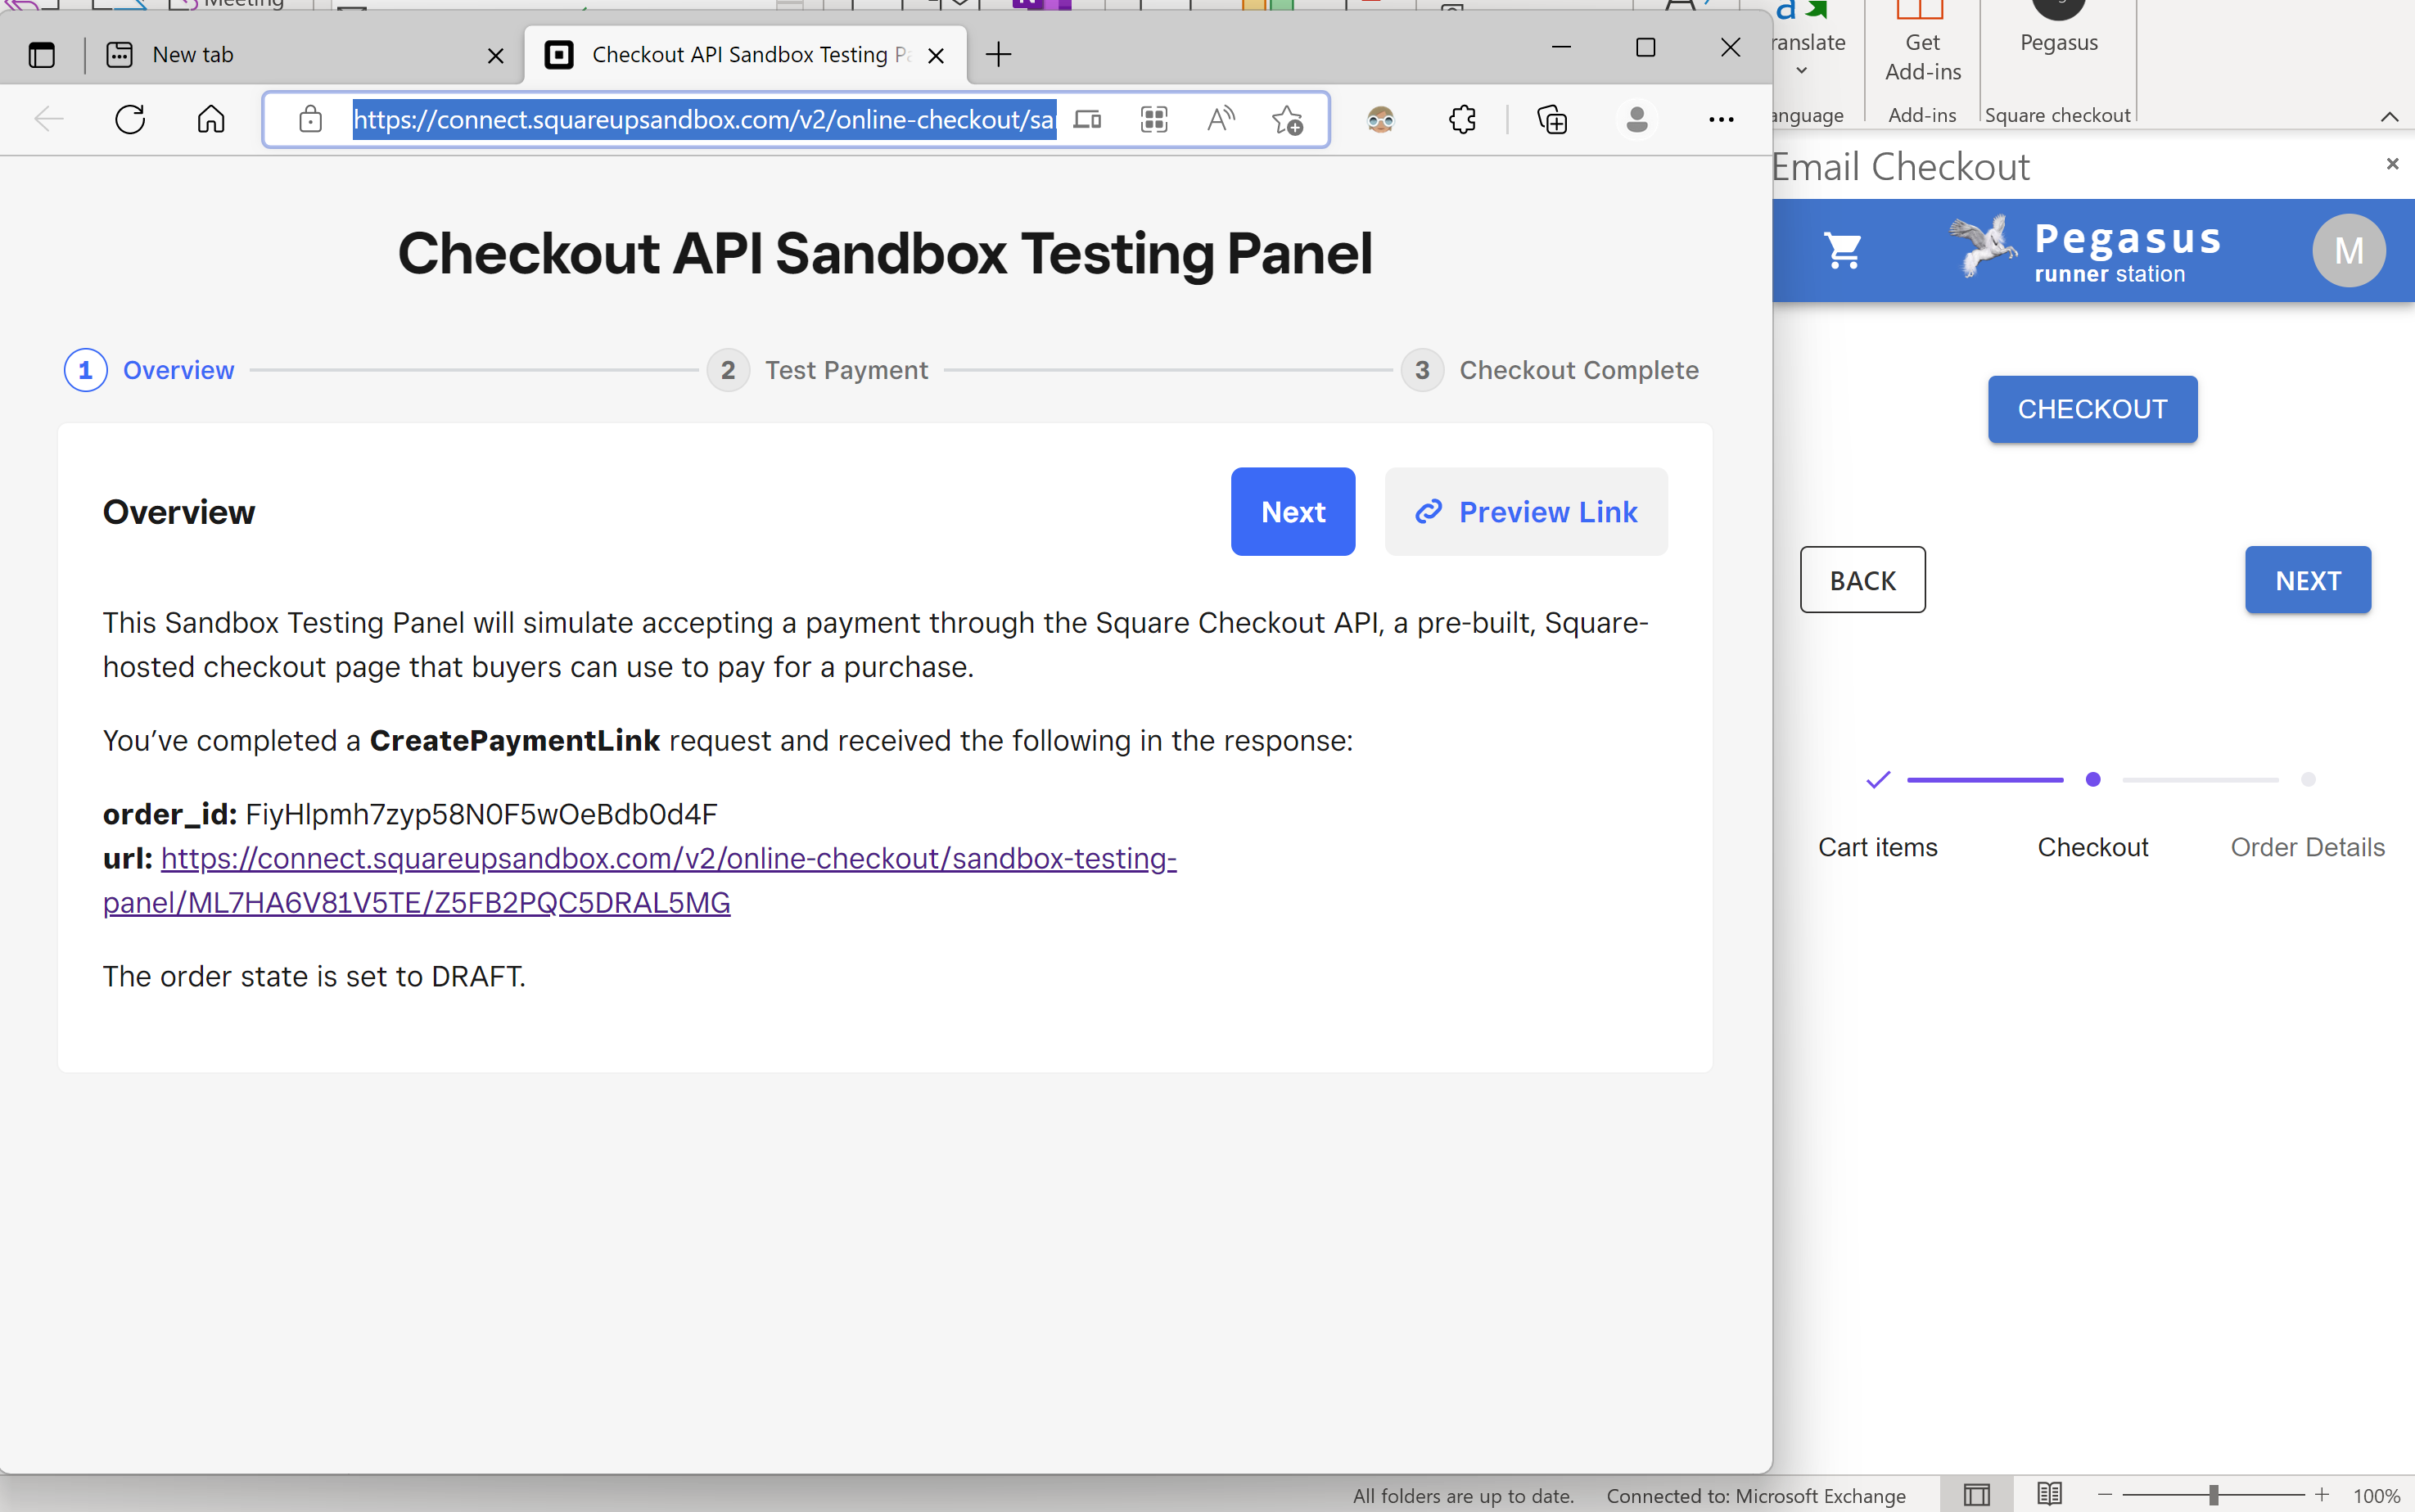 Meeting
New tab
Checkout API Sandbox Testing Pa
https://connect.squareupsandbox.com/v2/online-checkout/sa
ranslate
Get
Add-ins
Pegasus
anguage
Add-ins
Square checkout
Email Checkout
Pegasus
runner station
M
Checkout API Sandbox Testing Panel
1 Overview
2 Test Payment
3 Checkout Complete
CHECKOUT
Overview
Next
Preview Link
BACK
NEXT
This Sandbox Testing Panel will simulate accepting a payment through the Square Checkout API, a pre-built, Square-
hosted checkout page that buyers can use to pay for a purchase.
You’ve completed a CreatePaymentLink request and received the following in the response:
order_id: FiyHlpmh7zyp58N0F5wOeBdb0d4F
url: https://connect.squareupsandbox.com/v2/online-checkout/sandbox-testing-
panel/ML7HA6V81V5TE/Z5FB2PQC5DRAL5MG
The order state is set to DRAFT.
Cart items
Checkout
Order Details
All folders are up to date.
Connected to: Microsoft Exchange
100%